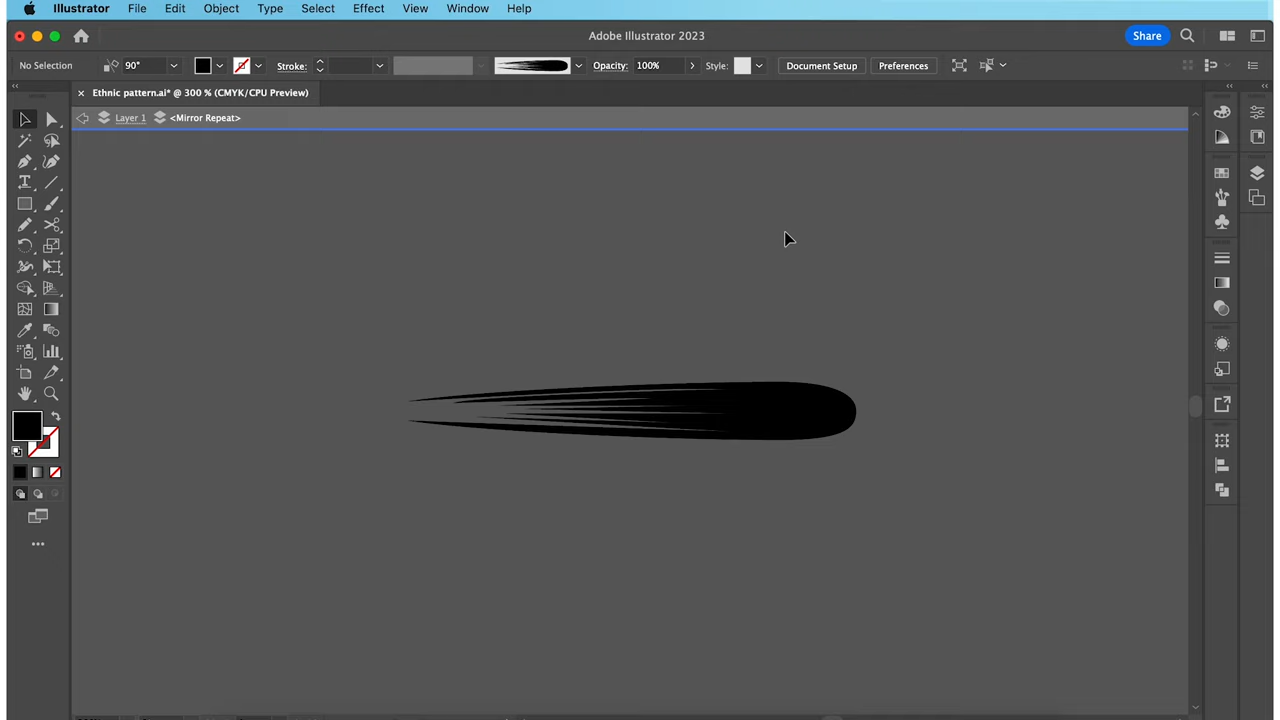 Illustrator File Edit Object Type Select Effect View Window Help
Adobe Illustrator 2023
Share
No Selection 90° Stroke: Opacity: 100% Style: Document Setup Preferences
Ethnic pattern.ai* @ 300 % (CMYK/CPU Preview)
Layer 1 <Mirror Repeat>